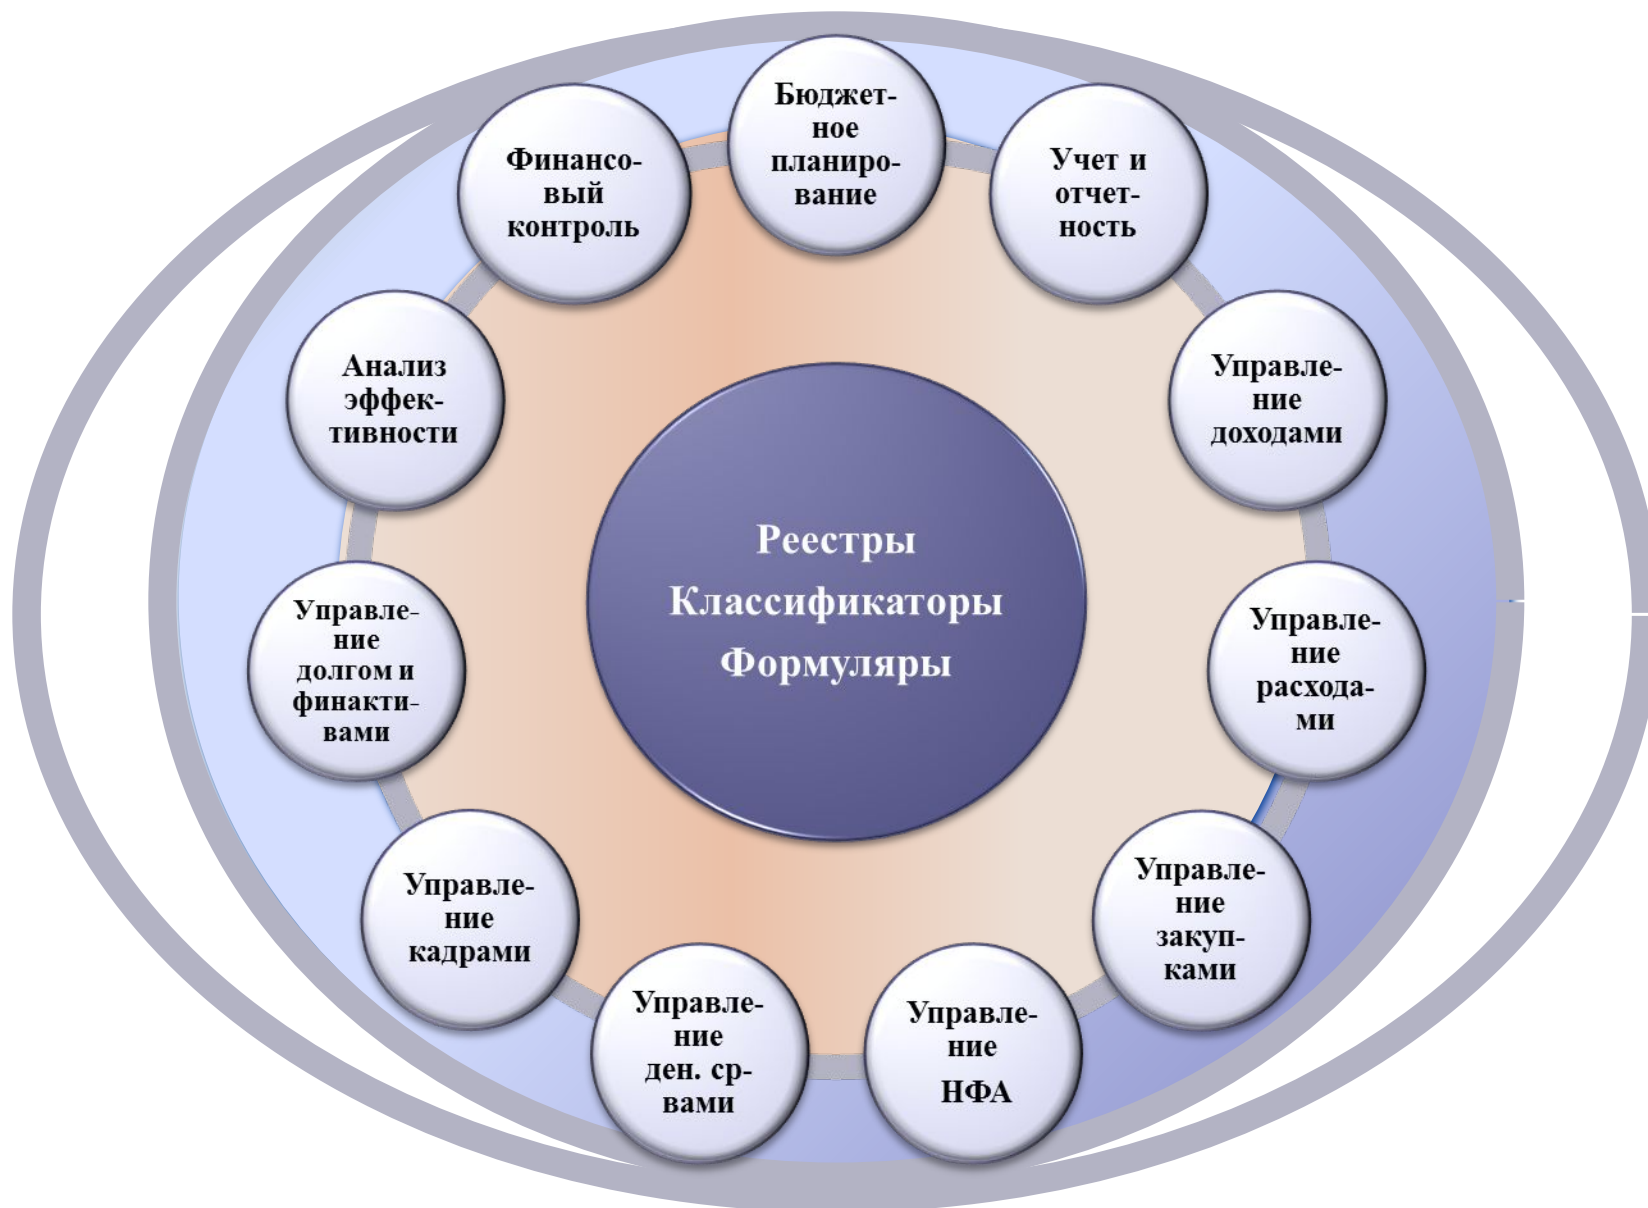 Бюджет-
ное
планиро-
вание
Учет и
отчет-
ность
Управле-
ние
доходами
Управле-
ние
расхода-
ми
Управле-
ние
закуп-
ками
Управле-
ние
НФА
Управле-
ние
ден. ср-
вами
Управле-
ние
кадрами
Управле-
ние
долгом и
финакти-
вами
Анализ
эффек-
тивности
Финансо-
вый
контроль
Реестры
Классификаторы
Формуляры